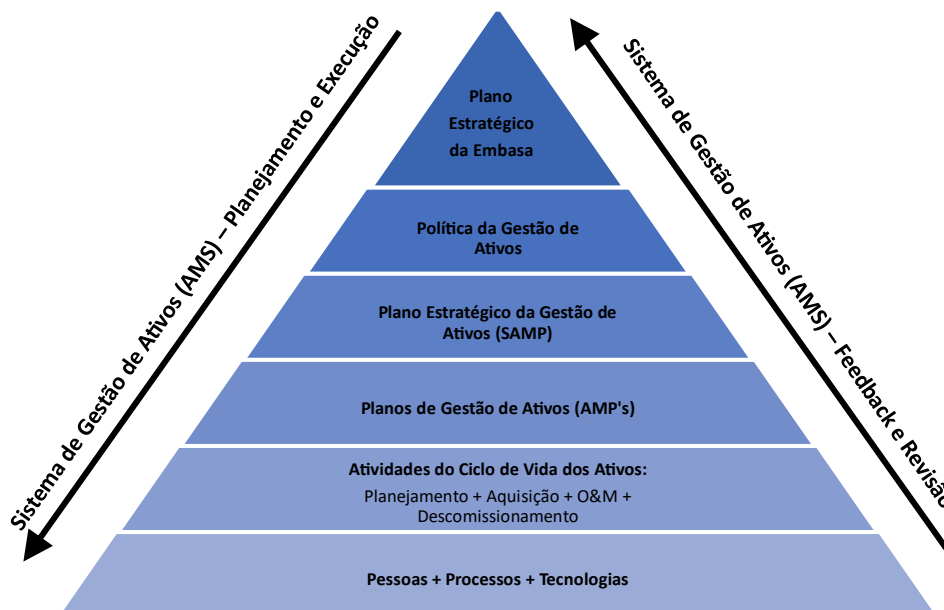 Sistema de Gestão de Ativos (AMS) – Planejamento e Execução
Sistema de Gestão de Ativos (AMS) – Feedback e Revisão
Plano
Estratégico
da Embasa
Política da Gestão de
Ativos
Plano Estratégico da Gestão de
Ativos (SAMP)
Planos de Gestão de Ativos (AMP's)
Atividades do Ciclo de Vida dos Ativos:
Planejamento + Aquisição + O&M +
Descomissionamento
Pessoas + Processos + Tecnologias